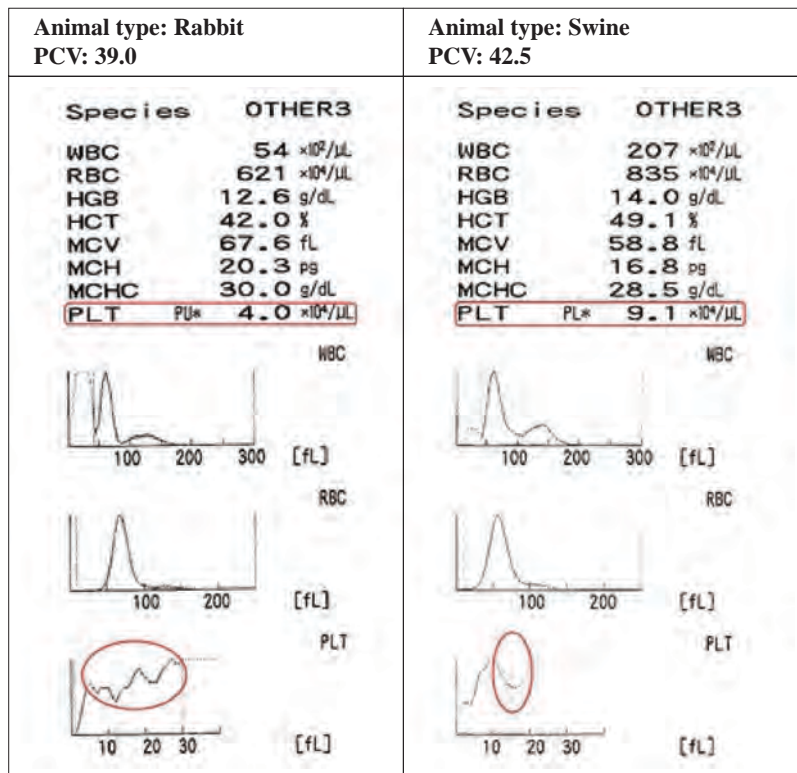 Animal type: Rabbit
PCV: 39.0
Species OTHER3
WBC 54 ×10²/µL
RBC 621 ×10⁴/µL
HGB 12.6 g/dL
HCT 42.0 %
MCV 67.6 fL
MCH 20.3 pg
MCHC 30.0 g/dL
PLT PU* 4.0 ×10⁴/µL
WBC
100 200 300 [fL]
RBC
100 200 [fL]
PLT
10 20 30 [fL]
Animal type: Swine
PCV: 42.5
Species OTHER3
WBC 207 ×10²/µL
RBC 835 ×10⁴/µL
HGB 14.0 g/dL
HCT 49.1 %
MCV 58.8 fL
MCH 16.8 pg
MCHC 28.5 g/dL
PLT PL* 9.1 ×10⁴/µL
WBC
100 200 300 [fL]
RBC
100 200 [fL]
PLT
10 20 30 [fL]